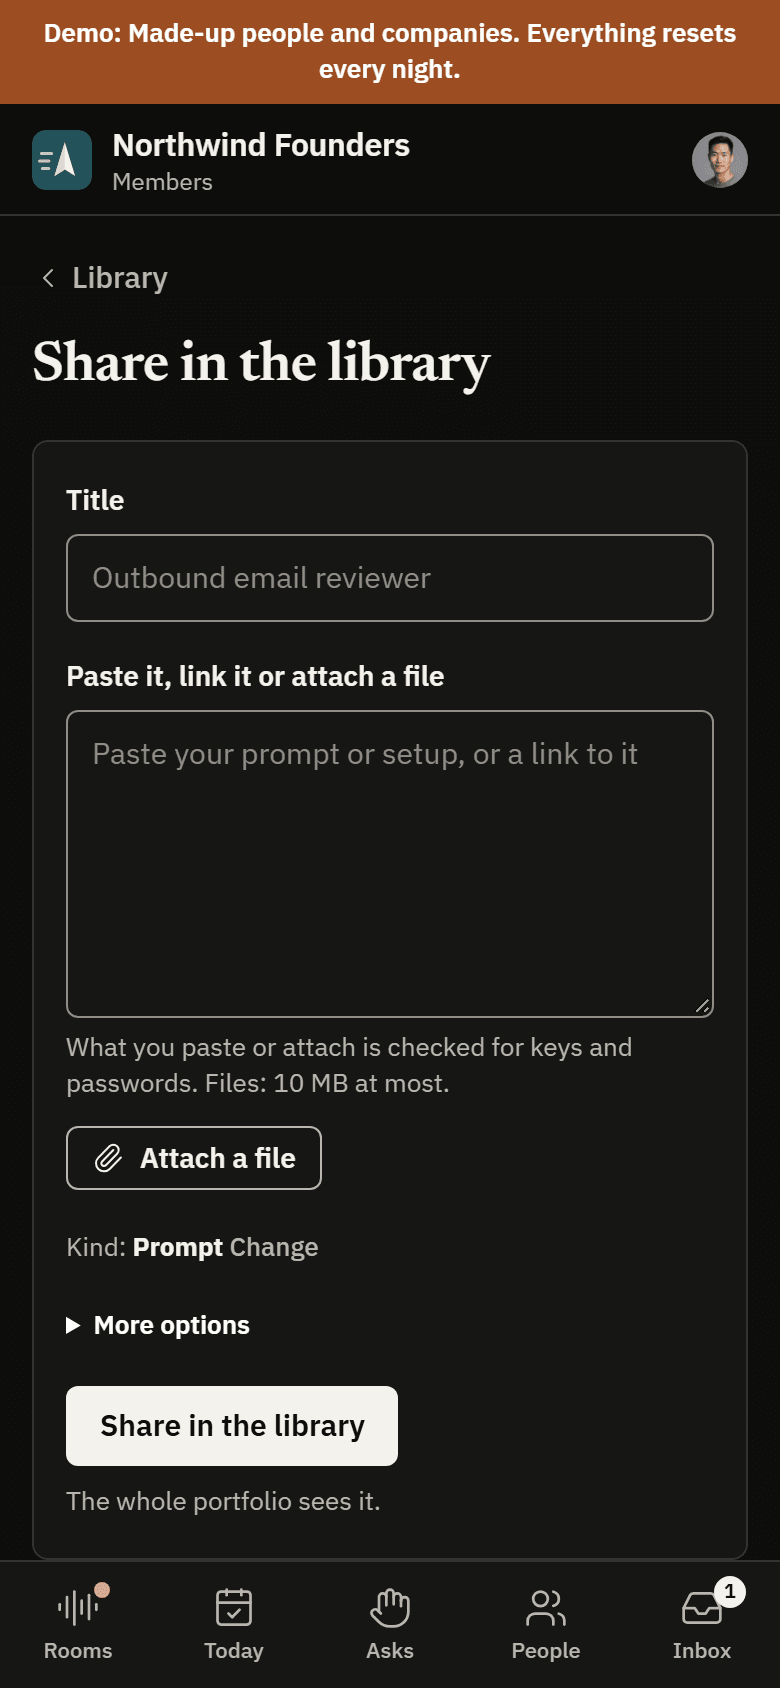 Demo: Made-up people and companies. Everything resets
every night.
Northwind Founders
Members
Library
Share in the library
Title
Outbound email reviewer
Paste it, link it or attach a file
Paste your prompt or setup, or a link to it
What you paste or attach is checked for keys and
passwords. Files: 10 MB at most.
Attach a file
Kind: Prompt Change
More options
Share in the library
The whole portfolio sees it.
1
Rooms Today Asks People Inbox